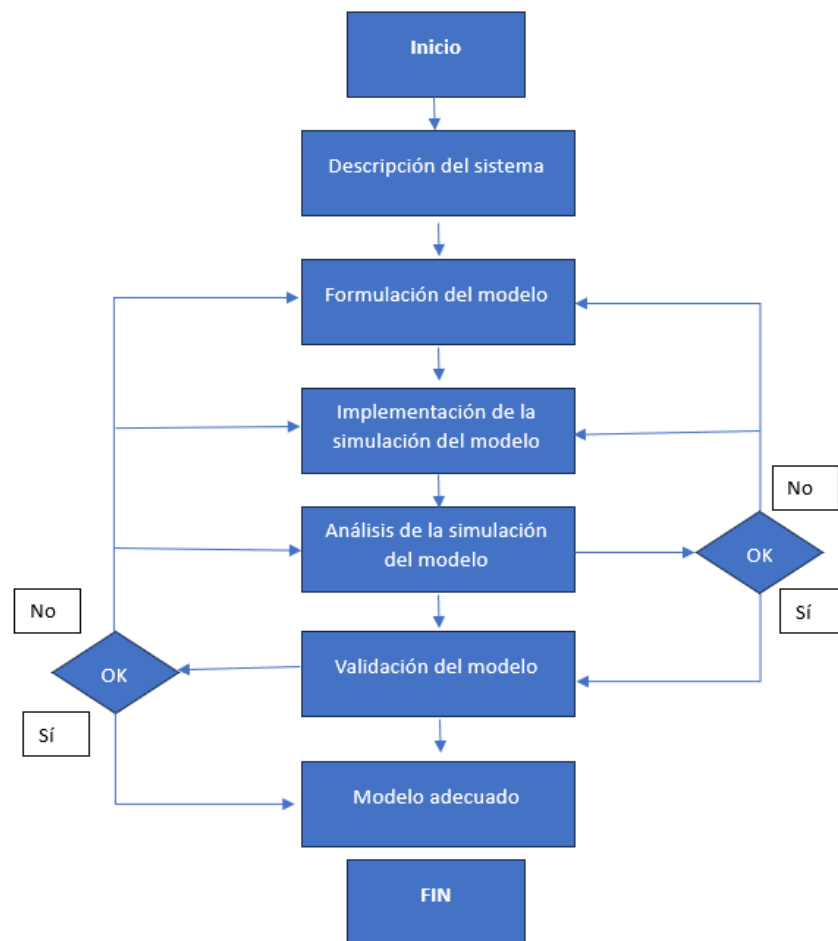 Inicio
Descripción del sistema
Formulación del modelo
Implementación de la
simulación del modelo
No
Análisis de la simulación
del modelo
OK
No
Sí
Validación del modelo
OK
Sí
Modelo adecuado
FIN